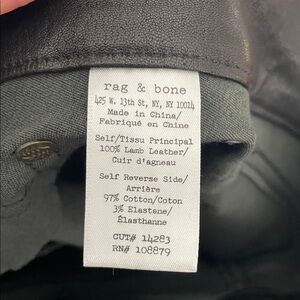 rag & bone
425 W. 13th St, NY, NY 10014
Made in China/
Fabriqué en Chine
Self/Tissu Principal
100% Lamb Leather/
Cuir d'agneau
Self Reverse Side/
Arrière
97% Cotton/Coton
3% Elastane/
Élasthanne
CUT# 14283
RN# 108879